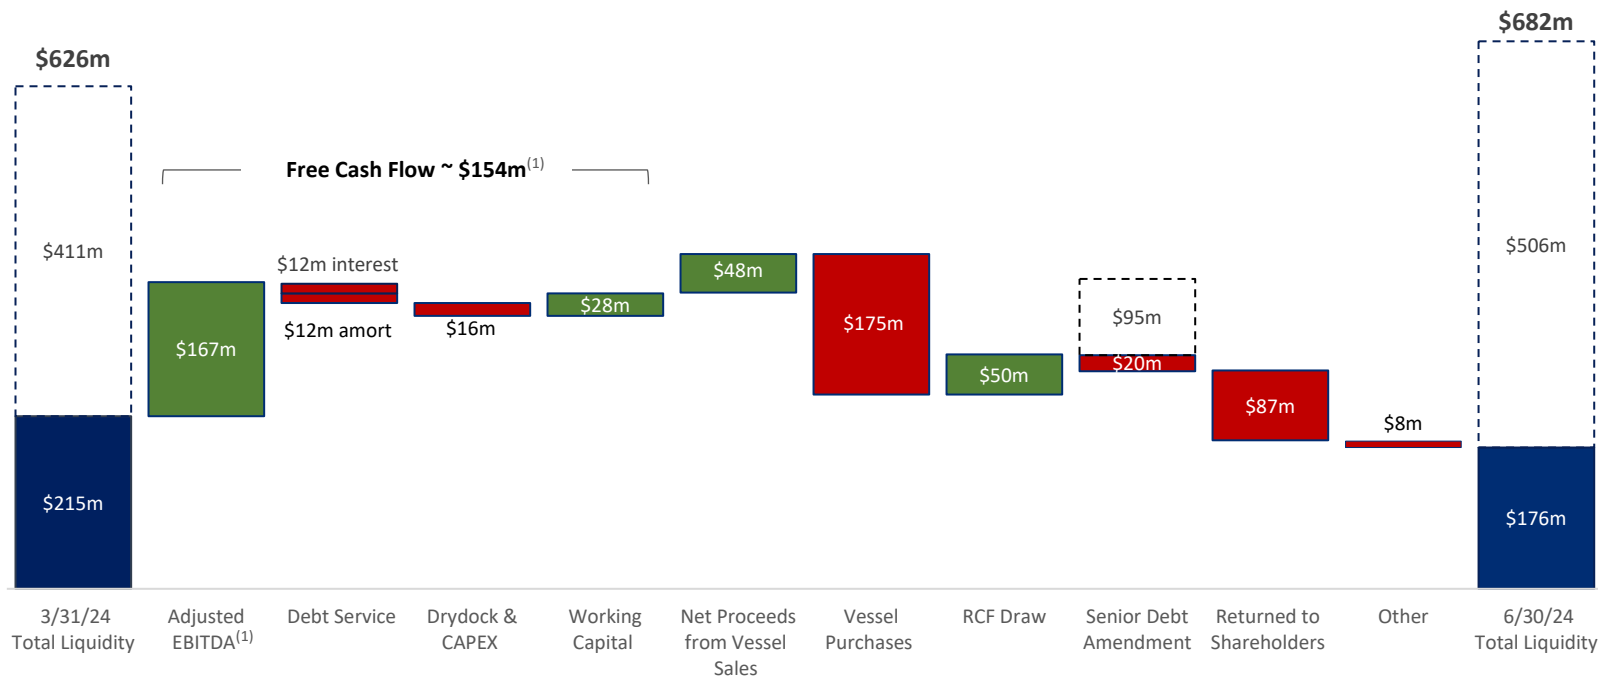 $626m
$682m
Free Cash Flow ~ $154m(1)
$411m
$215m
$167m
$12m interest
$12m amort
$16m
$28m
$48m
$175m
$50m
$95m
$20m
$87m
$8m
$506m
$176m
3/31/24
Total Liquidity
Adjusted
EBITDA(1)
Debt Service
Drydock &
CAPEX
Working
Capital
Net Proceeds
from Vessel
Sales
Vessel
Purchases
RCF Draw
Senior Debt
Amendment
Returned to
Shareholders
Other
6/30/24
Total Liquidity